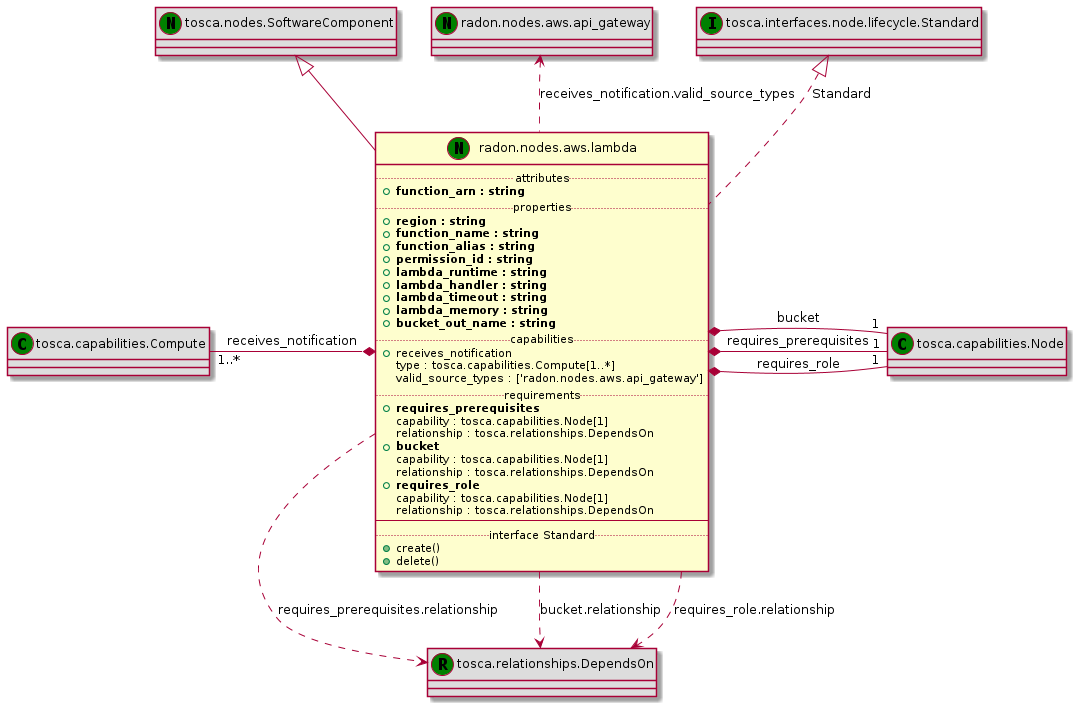 N tosca.nodes.SoftwareComponent
N radon.nodes.aws.api_gateway
I tosca.interfaces.node.lifecycle.Standard
receives_notification.valid_source_types
Standard
N radon.nodes.aws.lambda
attributes
function_arn : string
properties
region : string
function_name : string
function_alias : string
permission_id : string
lambda_runtime : string
lambda_handler : string
lambda_timeout : string
lambda_memory : string
bucket_out_name : string
capabilities
receives_notification
type : tosca.capabilities.Compute[1..*]
valid_source_types : ['radon.nodes.aws.api_gateway']
requirements
requires_prerequisites
capability : tosca.capabilities.Node[1]
relationship : tosca.relationships.DependsOn
bucket
capability : tosca.capabilities.Node[1]
relationship : tosca.relationships.DependsOn
requires_role
capability : tosca.capabilities.Node[1]
relationship : tosca.relationships.DependsOn
interface Standard
create()
delete()
C tosca.capabilities.Compute
receives_notification
1..*
bucket
1
requires_prerequisites
1
requires_role
1
C tosca.capabilities.Node
requires_prerequisites.relationship
bucket.relationship
requires_role.relationship
R tosca.relationships.DependsOn